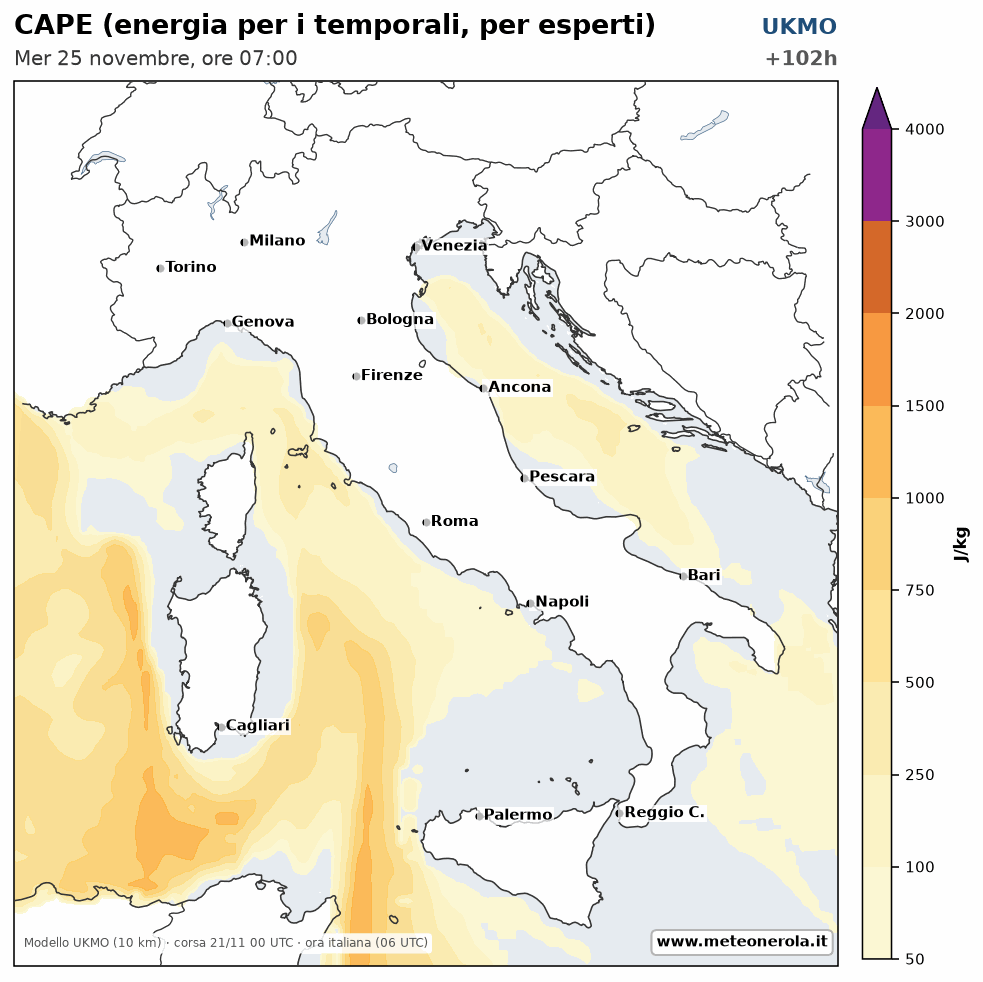 CAPE (energia per i temporali, per esperti)
UKMO
Mer 25 novembre, ore 07:00
+102h
4000
3000
2000
1500
1000
750
500
250
100
50
J/kg
Milano
Venezia
Torino
Genova
Bologna
Firenze
Ancona
Pescara
Roma
Bari
Napoli
Cagliari
Palermo
Reggio C.
Modello UKMO (10 km) · corsa 21/11 00 UTC · ora italiana (06 UTC)
www.meteonerola.it